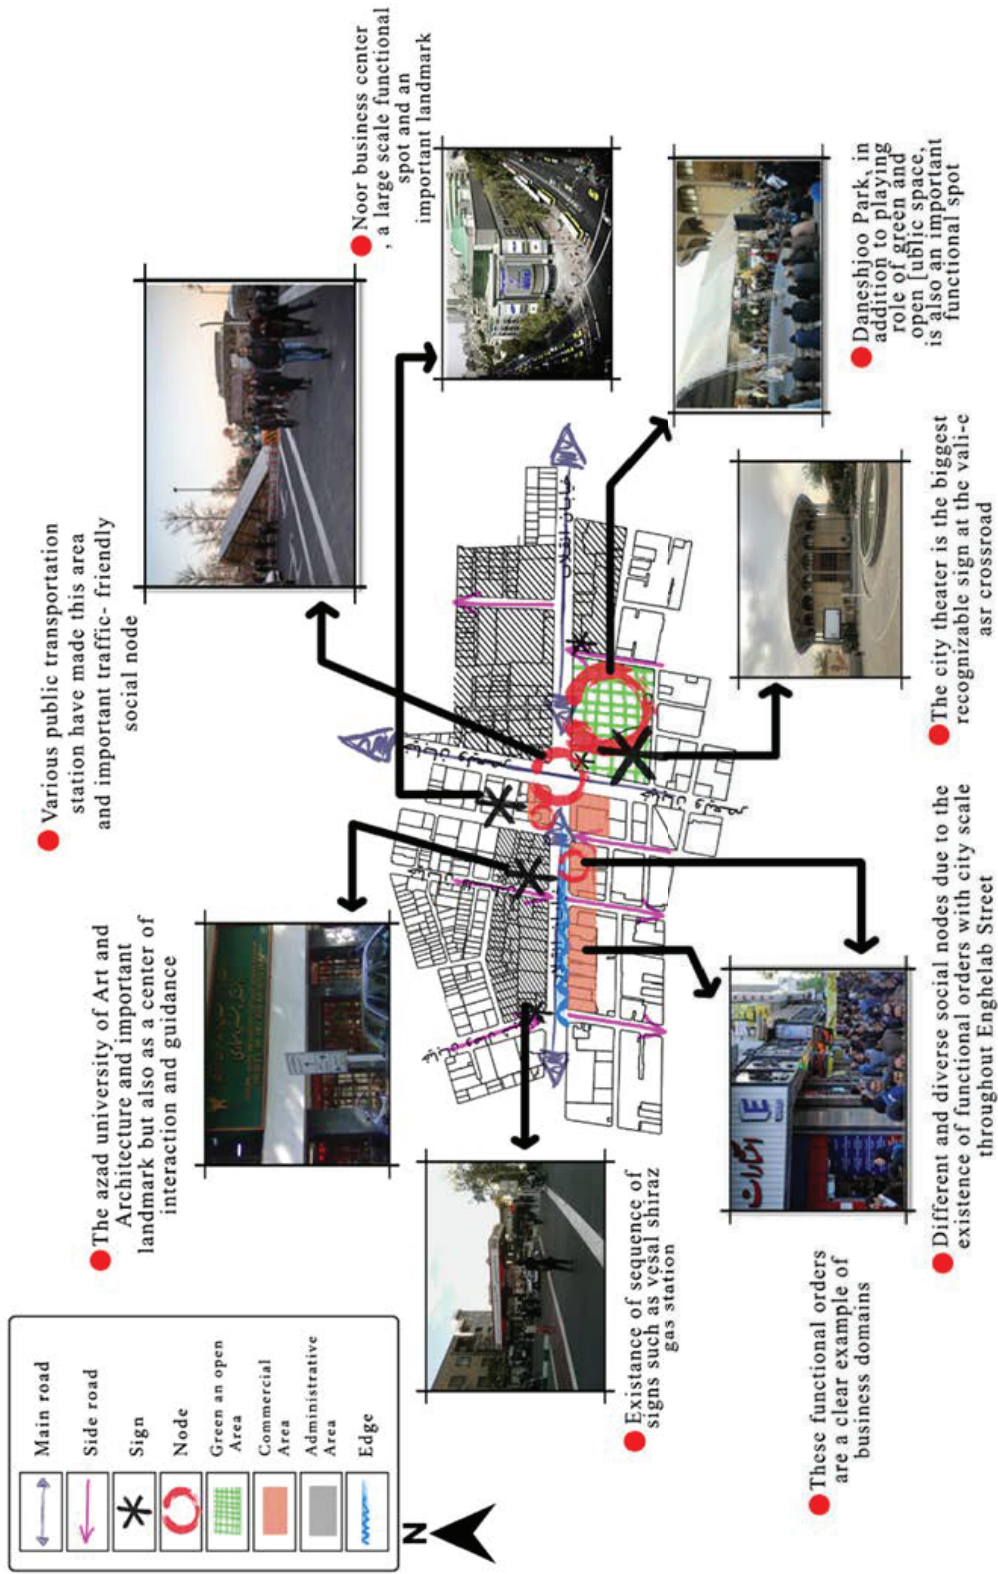 Main road
Side road
Sign
Node
Green an open
Area
Commercial
Area
Administrative
Area
Edge
N
Various public transportation
station have made this area
and important traffic- friendly
social node
Noor business center
, a large scale functional
spot and an
important landmark
The azad university of Art and
Architecture and important
landmark but also as a center of
interaction and guidance
Daneshjoo Park, in
addition to playing
role of green and
open [ublic space,
is also an important
functional spot
The city theater is the biggest
recognizable sign at the vali-e
asr crossroad
Existance of sequence of
signs such as vesal shiraz
gas station
These functional orders
are a clear example of
business domains
Different and diverse social nodes due to the
existence of functional orders with city scale
throughout Enghelab Street
خیابان انقلاب